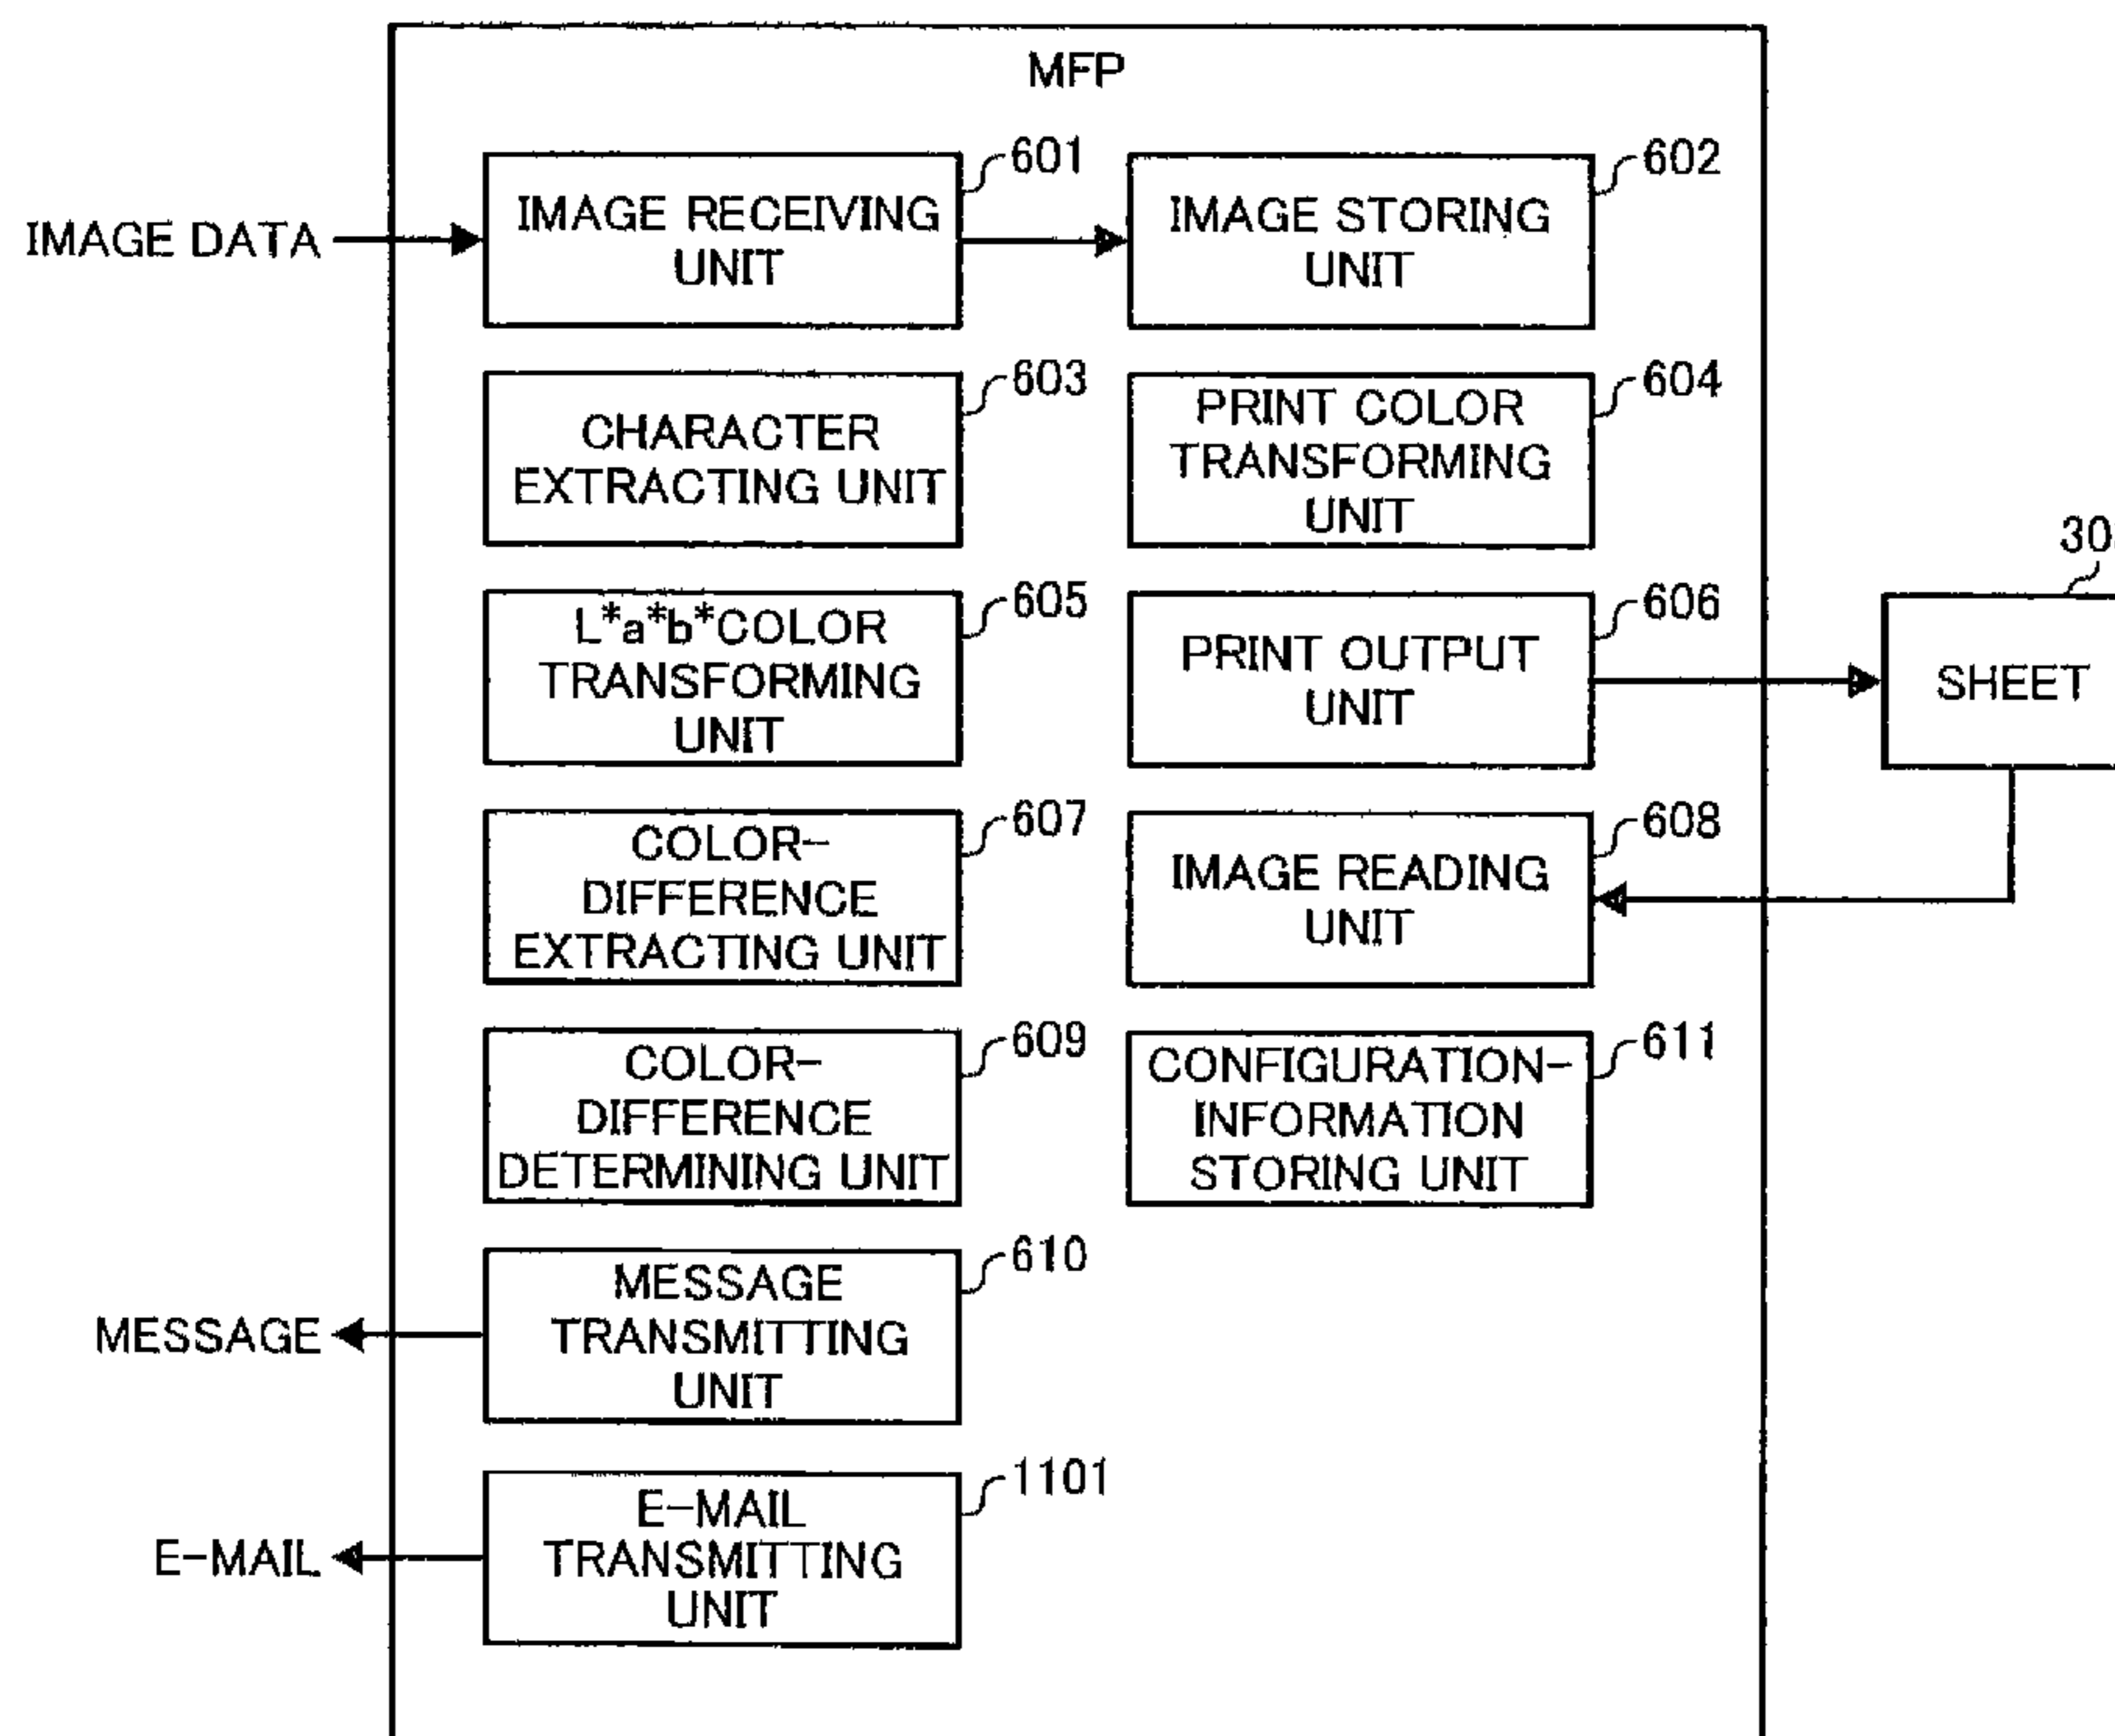 MFP
601
602
IMAGE DATA
IMAGE RECEIVING
UNIT
IMAGE STORING
UNIT
603
604
CHARACTER
EXTRACTING UNIT
PRINT COLOR
TRANSFORMING
UNIT
605
606
L*a*b*COLOR
TRANSFORMING
UNIT
PRINT OUTPUT
UNIT
SHEET
607
608
COLOR-
DIFFERENCE
EXTRACTING UNIT
IMAGE READING
UNIT
609
611
COLOR-
DIFFERENCE
DETERMINING UNIT
CONFIGURATION-
INFORMATION
STORING UNIT
610
MESSAGE
MESSAGE
TRANSMITTING
UNIT
1101
E-MAIL
E-MAIL
TRANSMITTING
UNIT